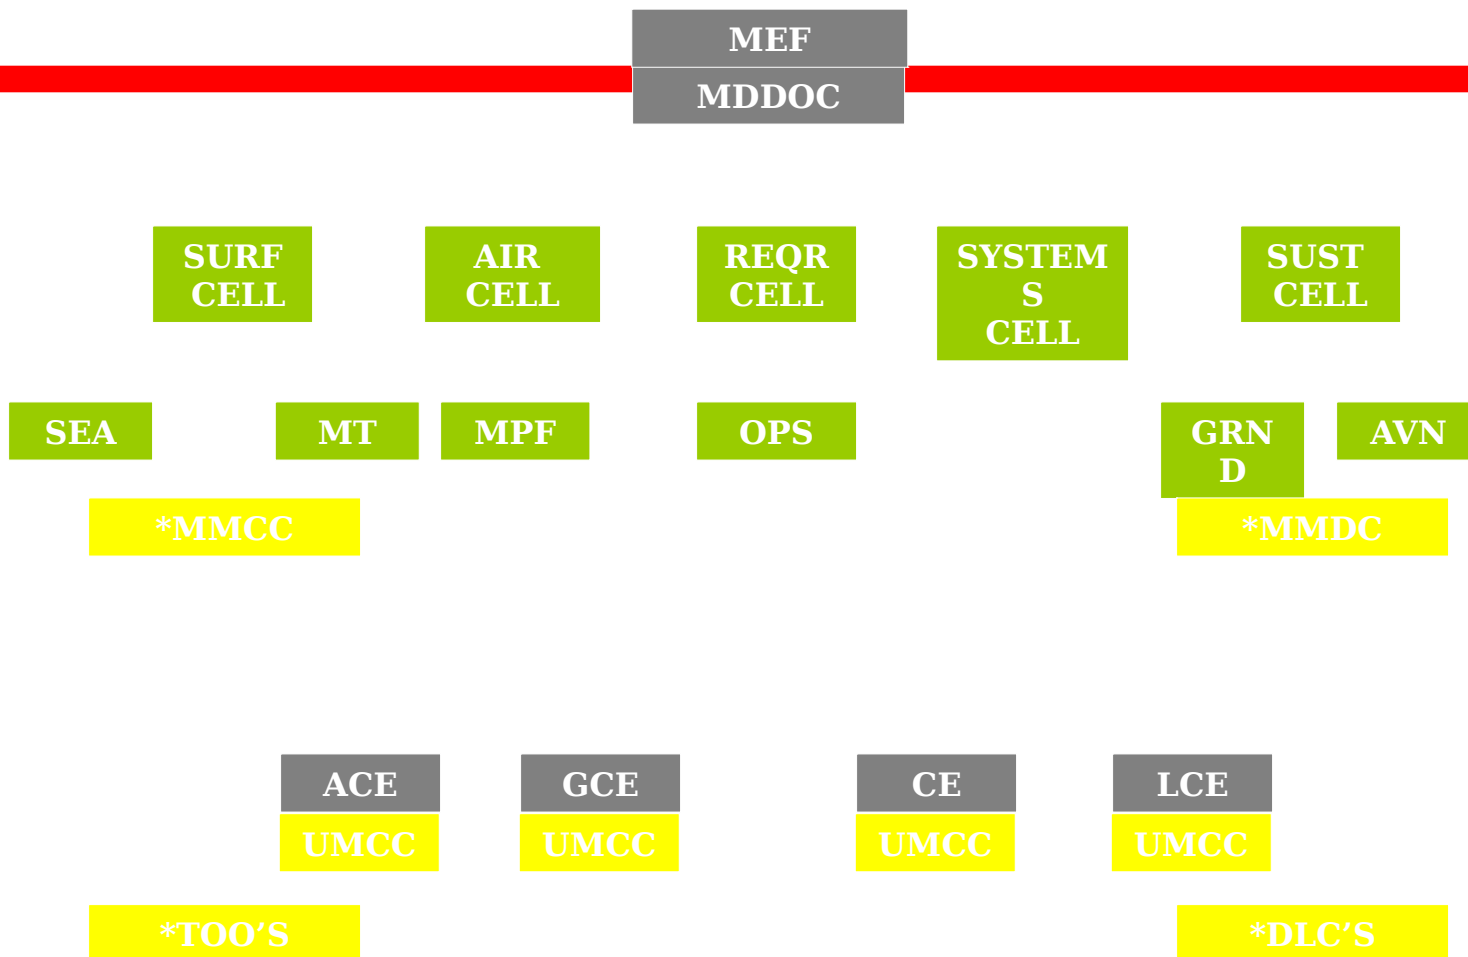 MEF
MDDOC
SURF
CELL
AIR
CELL
REQR
CELL
SYSTEM
S
CELL
SUST
CELL
SEA
MT
MPF
OPS
GRN
D
AVN
*MMCC
*MMDC
ACE
GCE
CE
LCE
UMCC
UMCC
UMCC
UMCC
*TOO’S
*DLC’S